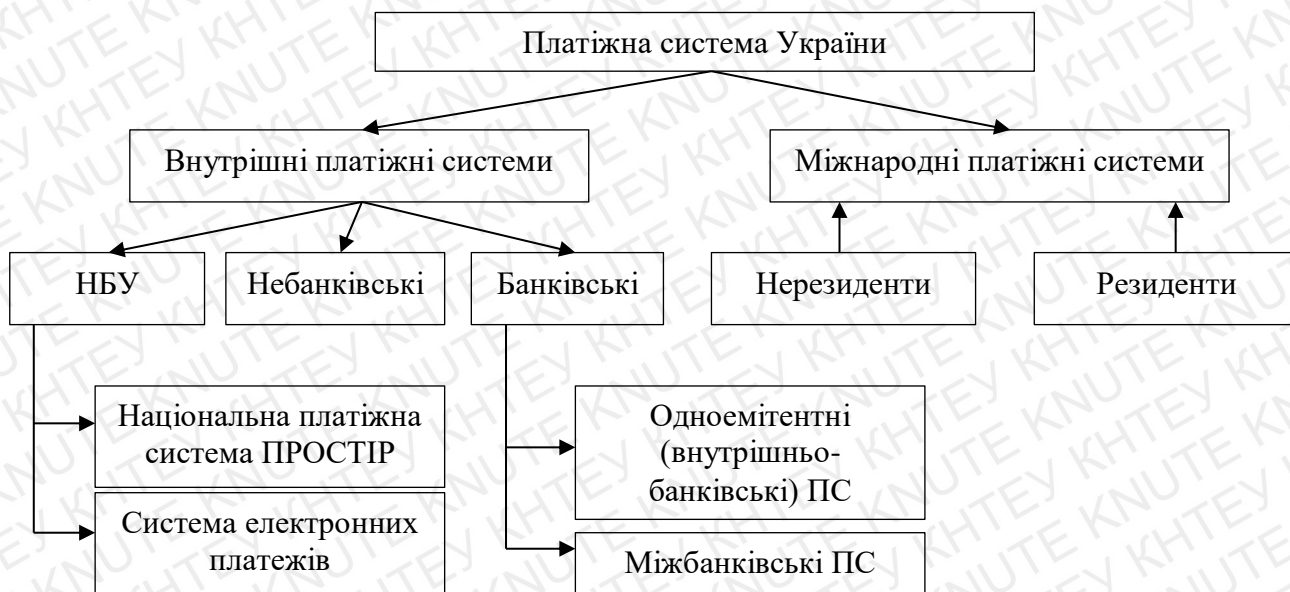 Платіжна система України
Внутрішні платіжні системи
Міжнародні платіжні системи
НБУ
Небанківські
Банківські
Нерезиденти
Резиденти
Національна платіжна
система ПРОСТІР
Система електронних
платежів
Одноемітентні
(внутрішньо-
банківські) ПС
Міжбанківські ПС